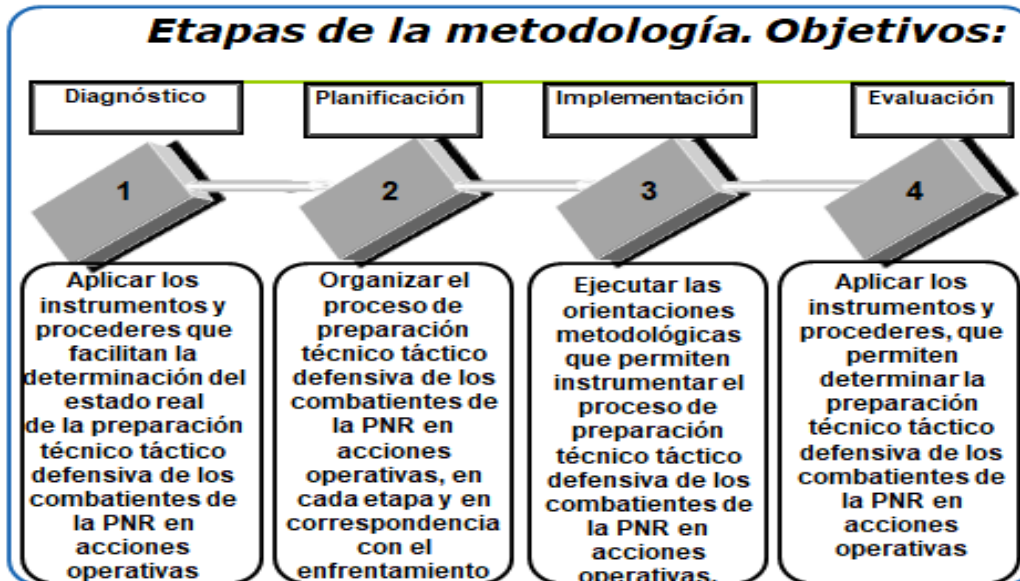 Etapas de la metodología. Objetivos:
Diagnóstico
Planificación
Implementación
Evaluación
1
2
3
4
Aplicar los
instrumentos y
procederes que
facilitan la
determinación del
estado real
de la preparación
técnico táctico
defensiva de los
combatientes de
la PNR en
acciones
operativas
Organizar el
proceso de
preparación
técnico táctico
defensiva de los
combatientes de
la PNR en
acciones
operativas, en
cada etapa y en
correspondencia
con el
enfrentamiento
Ejecutar las
orientaciones
metodológicas
que permiten
instrumentar el
proceso de
preparación
técnico táctico
defensiva de los
combatientes de
la PNR en
acciones
operativas.
Aplicar los
instrumentos y
procederes, que
permiten
determinar la
preparación
técnico táctico
defensiva de los
combatientes de
la PNR en
acciones
operativas